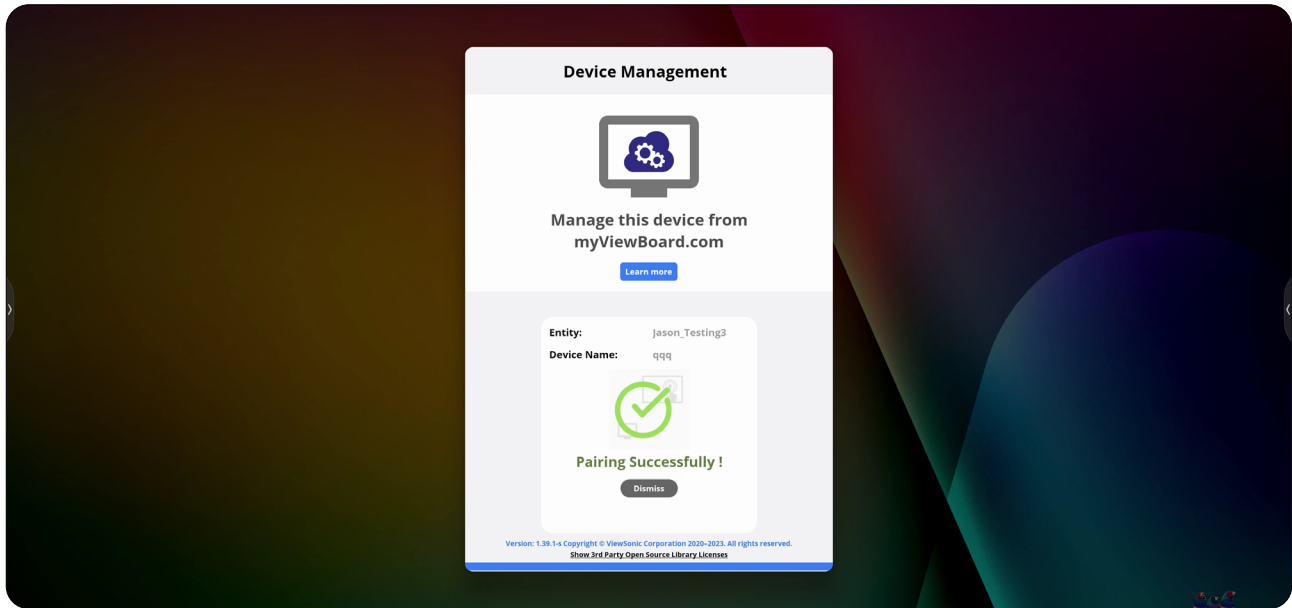 Device Management
Manage this device from
myViewBoard.com
Learn more
Entity: Jason_Testing3
Device Name: qqq
Pairing Successfully !
Dismiss
Version: 1.39.1-s Copyright © ViewSonic Corporation 2020–2023. All rights reserved.
Show 3rd Party Open Source Library Licenses